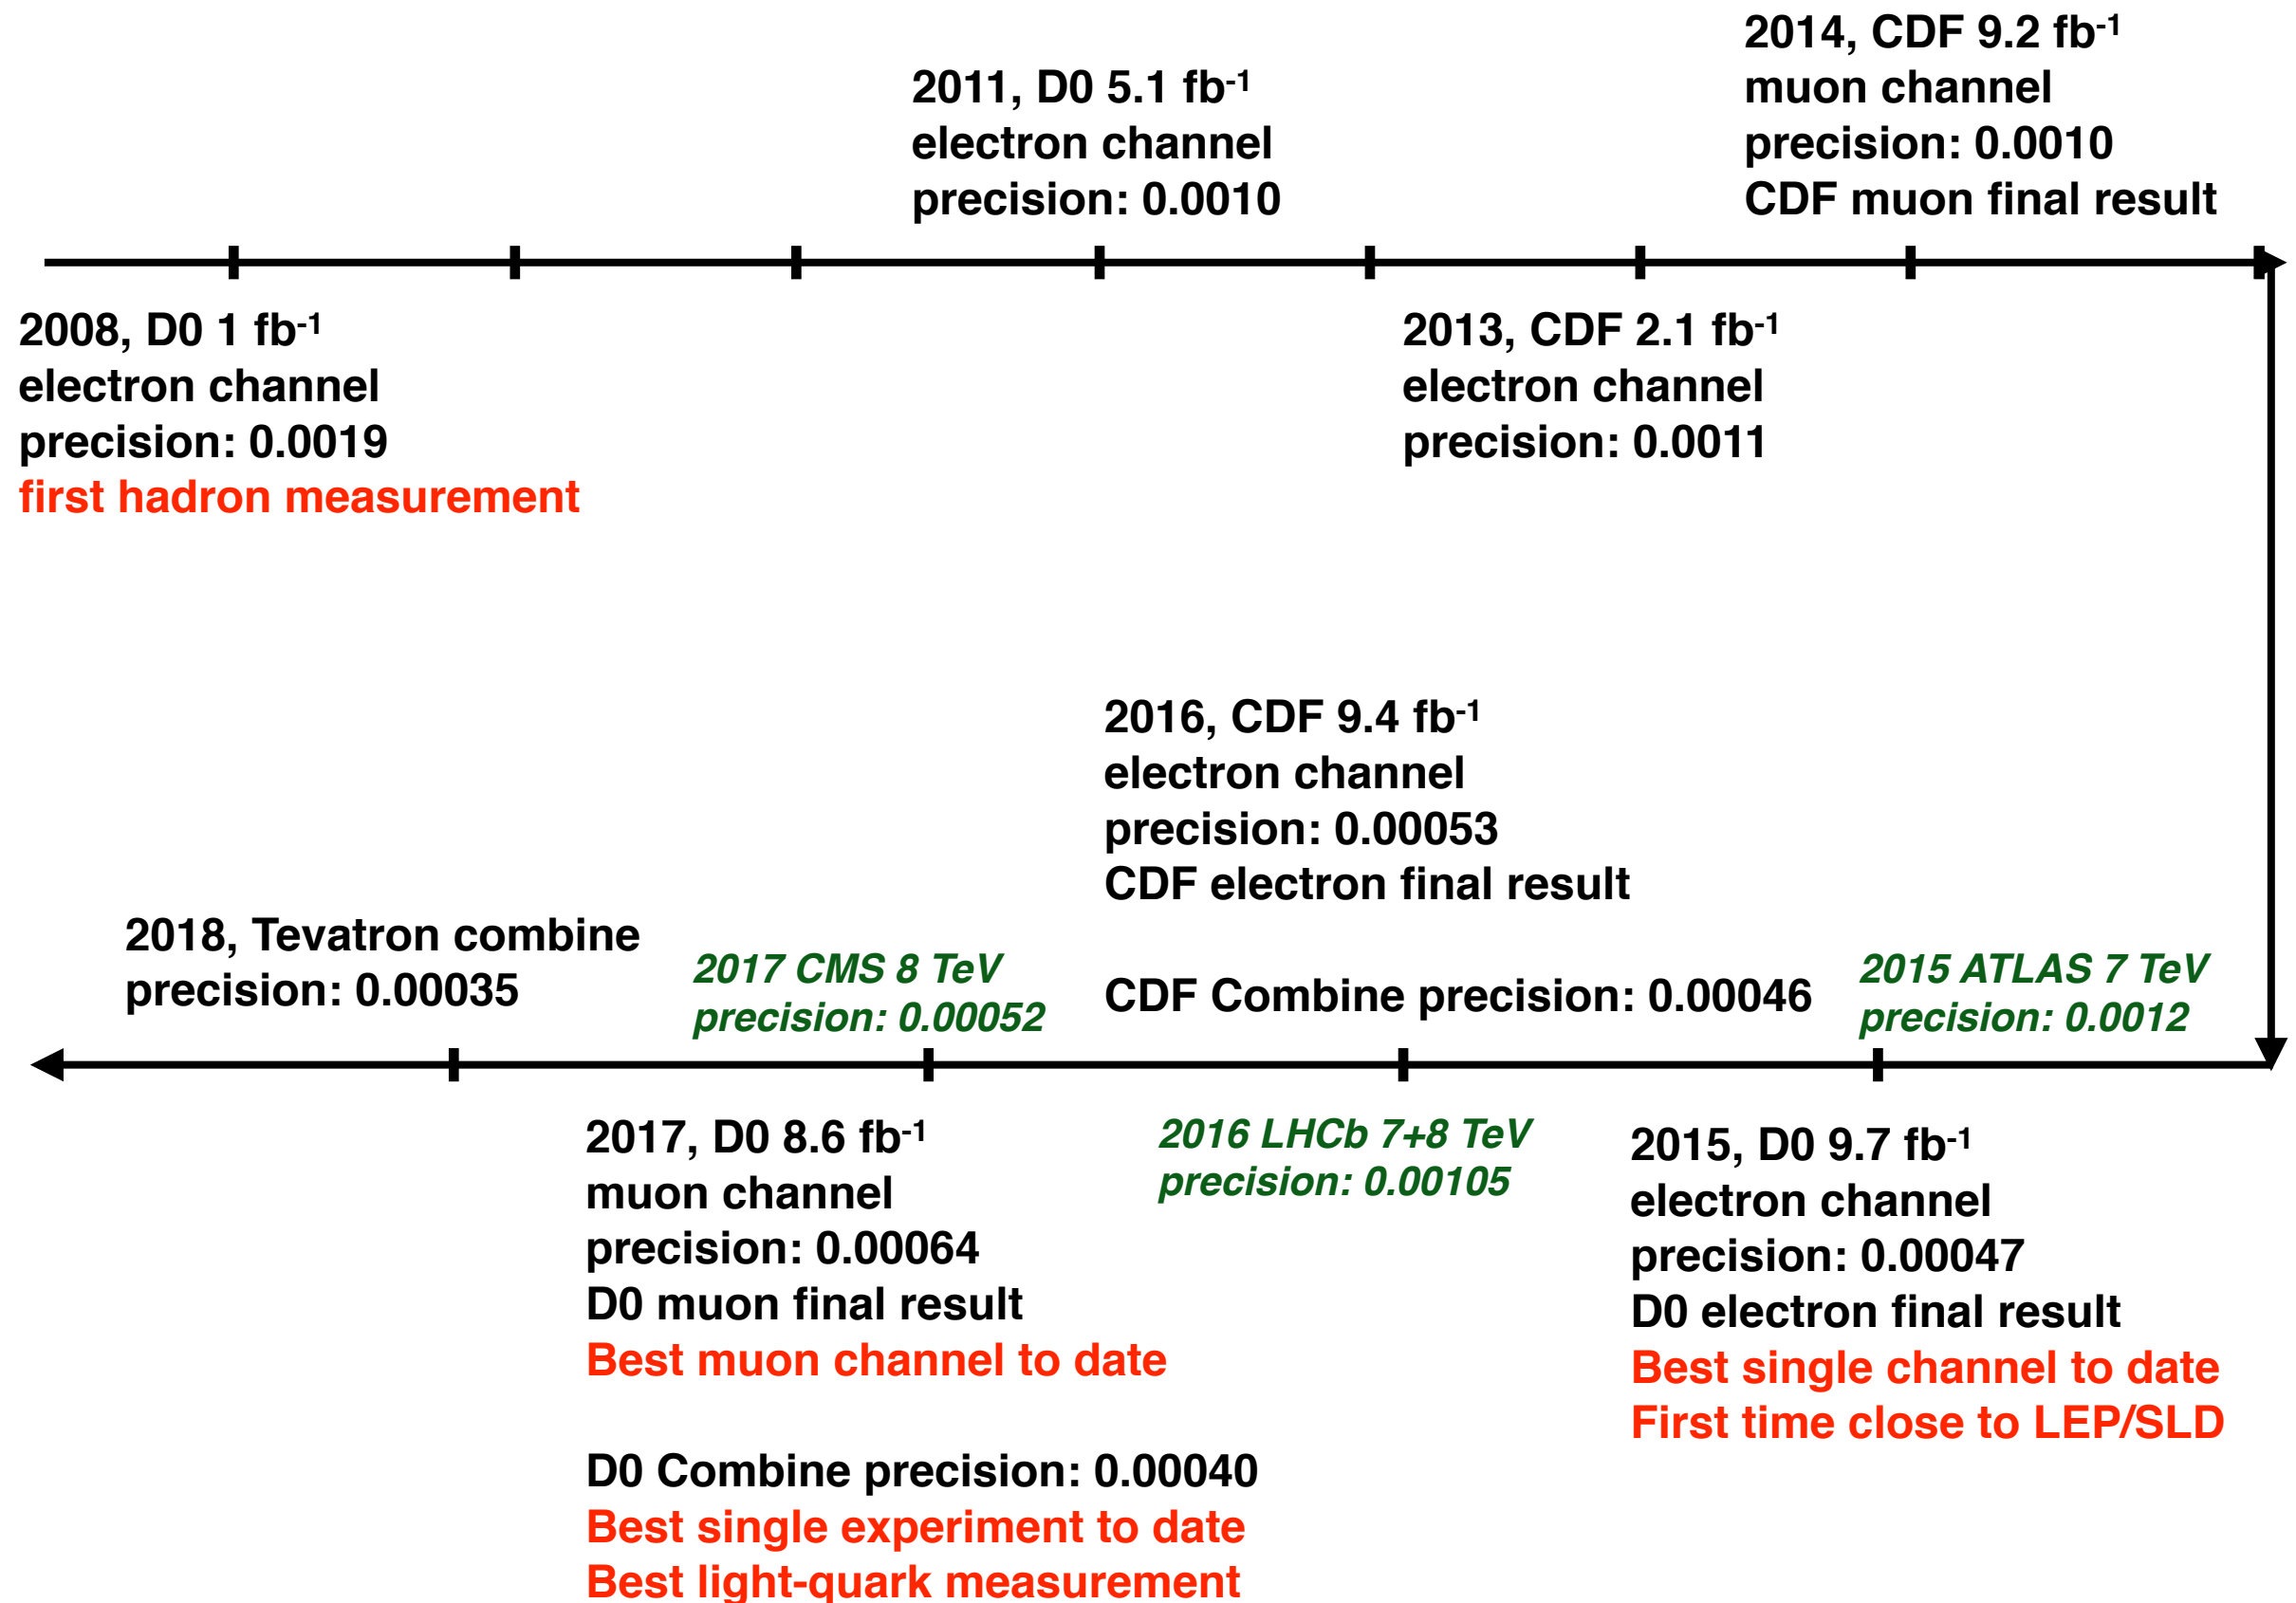 2008, D0 1 fb⁻¹
electron channel
precision: 0.0019
first hadron measurement
2011, D0 5.1 fb⁻¹
electron channel
precision: 0.0010
2013, CDF 2.1 fb⁻¹
electron channel
precision: 0.0011
2014, CDF 9.2 fb⁻¹
muon channel
precision: 0.0010
CDF muon final result
2015 ATLAS 7 TeV
precision: 0.0012
2015, D0 9.7 fb⁻¹
electron channel
precision: 0.00047
D0 electron final result
Best single channel to date
First time close to LEP/SLD
2016, CDF 9.4 fb⁻¹
electron channel
precision: 0.00053
CDF electron final result
CDF Combine precision: 0.00046
2016 LHCb 7+8 TeV
precision: 0.00105
2017 CMS 8 TeV
precision: 0.00052
2017, D0 8.6 fb⁻¹
muon channel
precision: 0.00064
D0 muon final result
Best muon channel to date
D0 Combine precision: 0.00040
Best single experiment to date
Best light-quark measurement
2018, Tevatron combine
precision: 0.00035